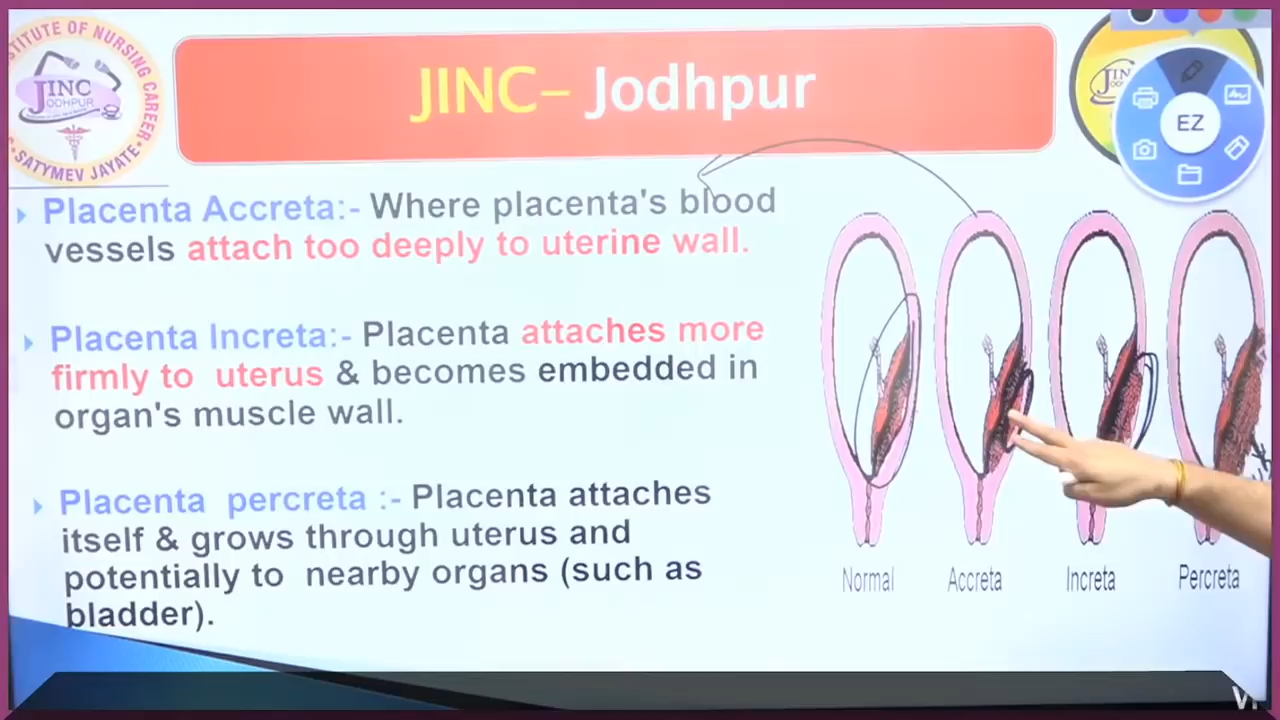 STITUTE OF NURSING CAREER
JINC
JODHPUR
SATYMEV JAYATE
JINC– Jodhpur
JIN
EZ
Placenta Accreta:- Where placenta's blood
vessels attach too deeply to uterine wall.
Placenta Increta:- Placenta attaches more
firmly to uterus & becomes embedded in
organ's muscle wall.
Placenta percreta :- Placenta attaches
itself & grows through uterus and
potentially to nearby organs (such as
bladder).
Normal
Accreta
Increta
Percreta